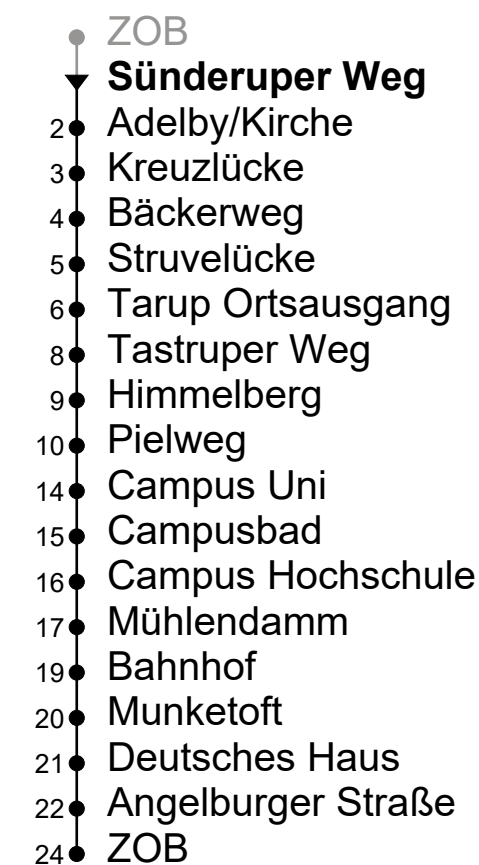 ZOB
Sünderuper Weg
2 Adelby/Kirche
3 Kreuzlücke
4 Bäckerweg
5 Struvelücke
6 Tarup Ortsausgang
8 Tastruper Weg
9 Himmelberg
10 Pielweg
14 Campus Uni
15 Campusbad
16 Campus Hochschule
17 Mühlendamm
19 Bahnhof
20 Munketoft
21 Deutsches Haus
22 Angelburger Straße
24 ZOB